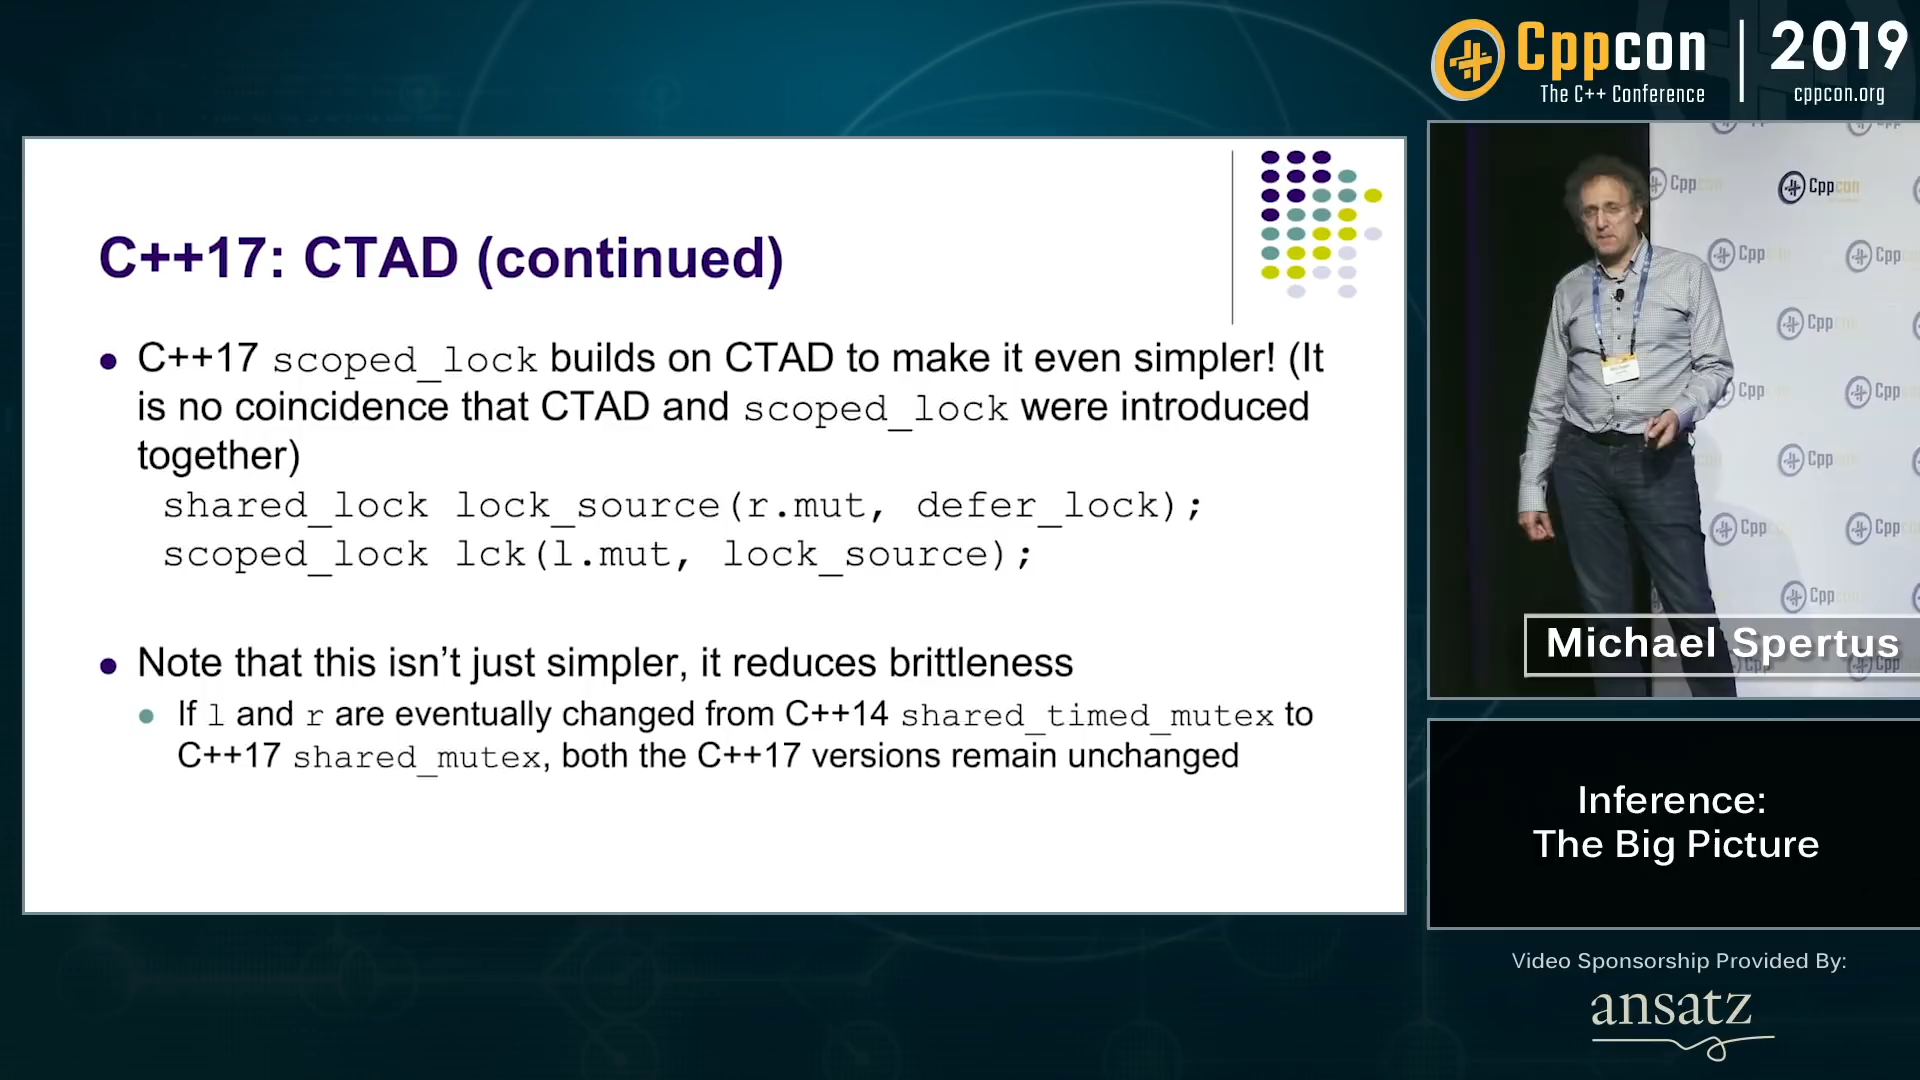 Cppcon
The C++ Conference
2019
cppcon.org
C++17: CTAD (continued)
C++17 scoped_lock builds on CTAD to make it even simpler! (It
is no coincidence that CTAD and scoped_lock were introduced
together)
shared_lock lock_source(r.mut, defer_lock);
scoped_lock lck(l.mut, lock_source);
Note that this isn't just simpler, it reduces brittleness
If l and r are eventually changed from C++14 shared_timed_mutex to
C++17 shared_mutex, both the C++17 versions remain unchanged
Cppcon
Cppcon
Michael Spertus
Inference:
The Big Picture
Video Sponsorship Provided By:
ansatz